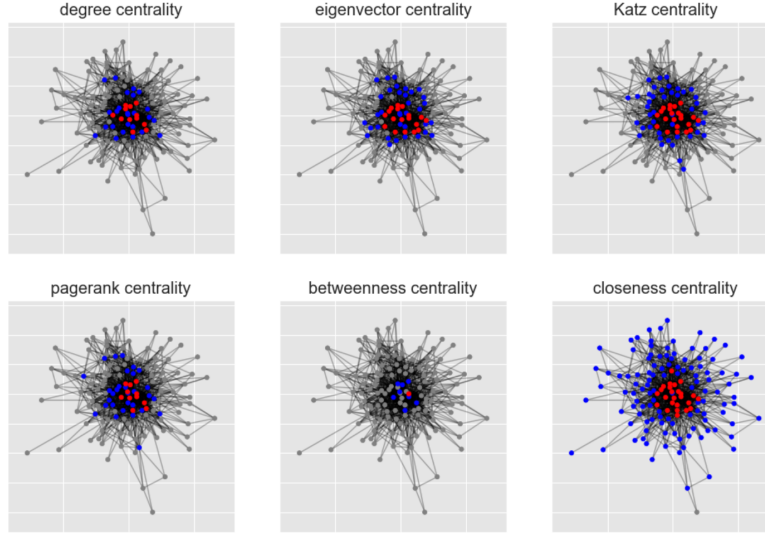 degree centrality
eigenvector centrality
Katz centrality
pagerank centrality
betweenness centrality
closeness centrality